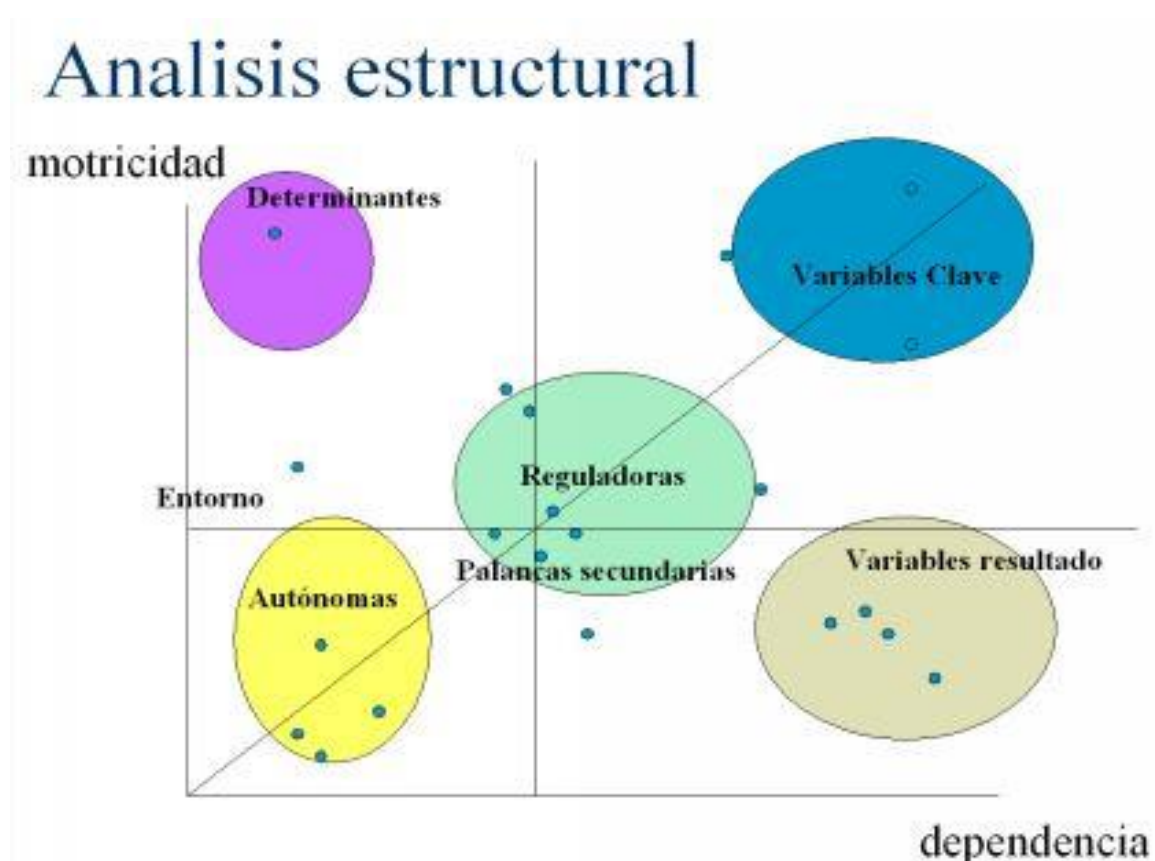 Analisis estructural
motricidad
Determinantes
Variables Clave
Reguladoras
Entorno
Variables resultado
Palancas secundarias
Autónomas
dependencia